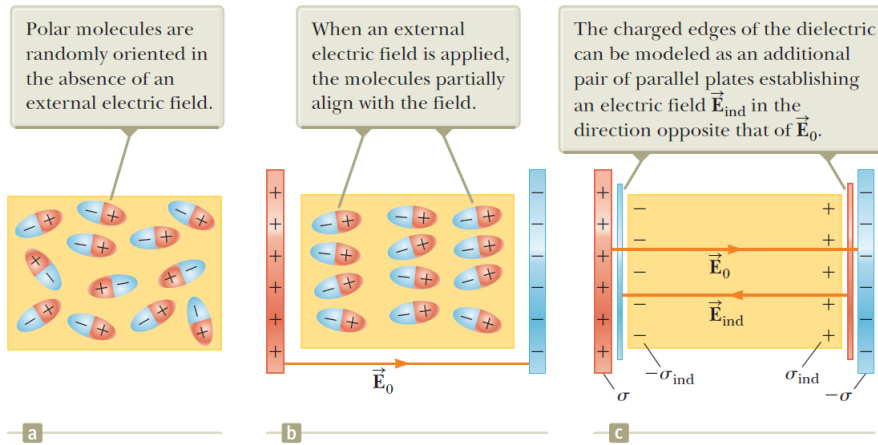 Polar molecules are
randomly oriented in
the absence of an
external electric field.
When an external
electric field is applied,
the molecules partially
align with the field.
The charged edges of the dielectric
can be modeled as an additional
pair of parallel plates establishing
an electric field E⃗ind in the
direction opposite that of E⃗0.
E⃗0
E⃗0
E⃗ind
σ
−σind
σind
−σ
a
b
c